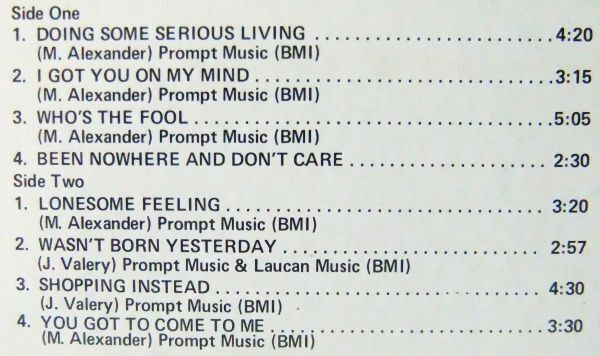 Side One
1. DOING SOME SERIOUS LIVING ..............................4:20
(M. Alexander) Prompt Music (BMI)
2. I GOT YOU ON MY MIND ...................................3:15
(M. Alexander) Prompt Music (BMI)
3. WHO'S THE FOOL .........................................5:05
(M. Alexander) Prompt Music (BMI)
4. BEEN NOWHERE AND DON'T CARE ........................ 2:30
Side Two
1. LONESOME FEELING ...................................... 3:20
(M. Alexander) Prompt Music (BMI)
2. WASN'T BORN YESTERDAY ................................ 2:57
(J. Valery) Prompt Music & Laucan Music (BMI)
3. SHOPPING INSTEAD ..................................... 4:30
(J. Valery) Prompt Music (BMI)
4. YOU GOT TO COME TO ME .................................3:30
(M. Alexander) Prompt Music (BMI)